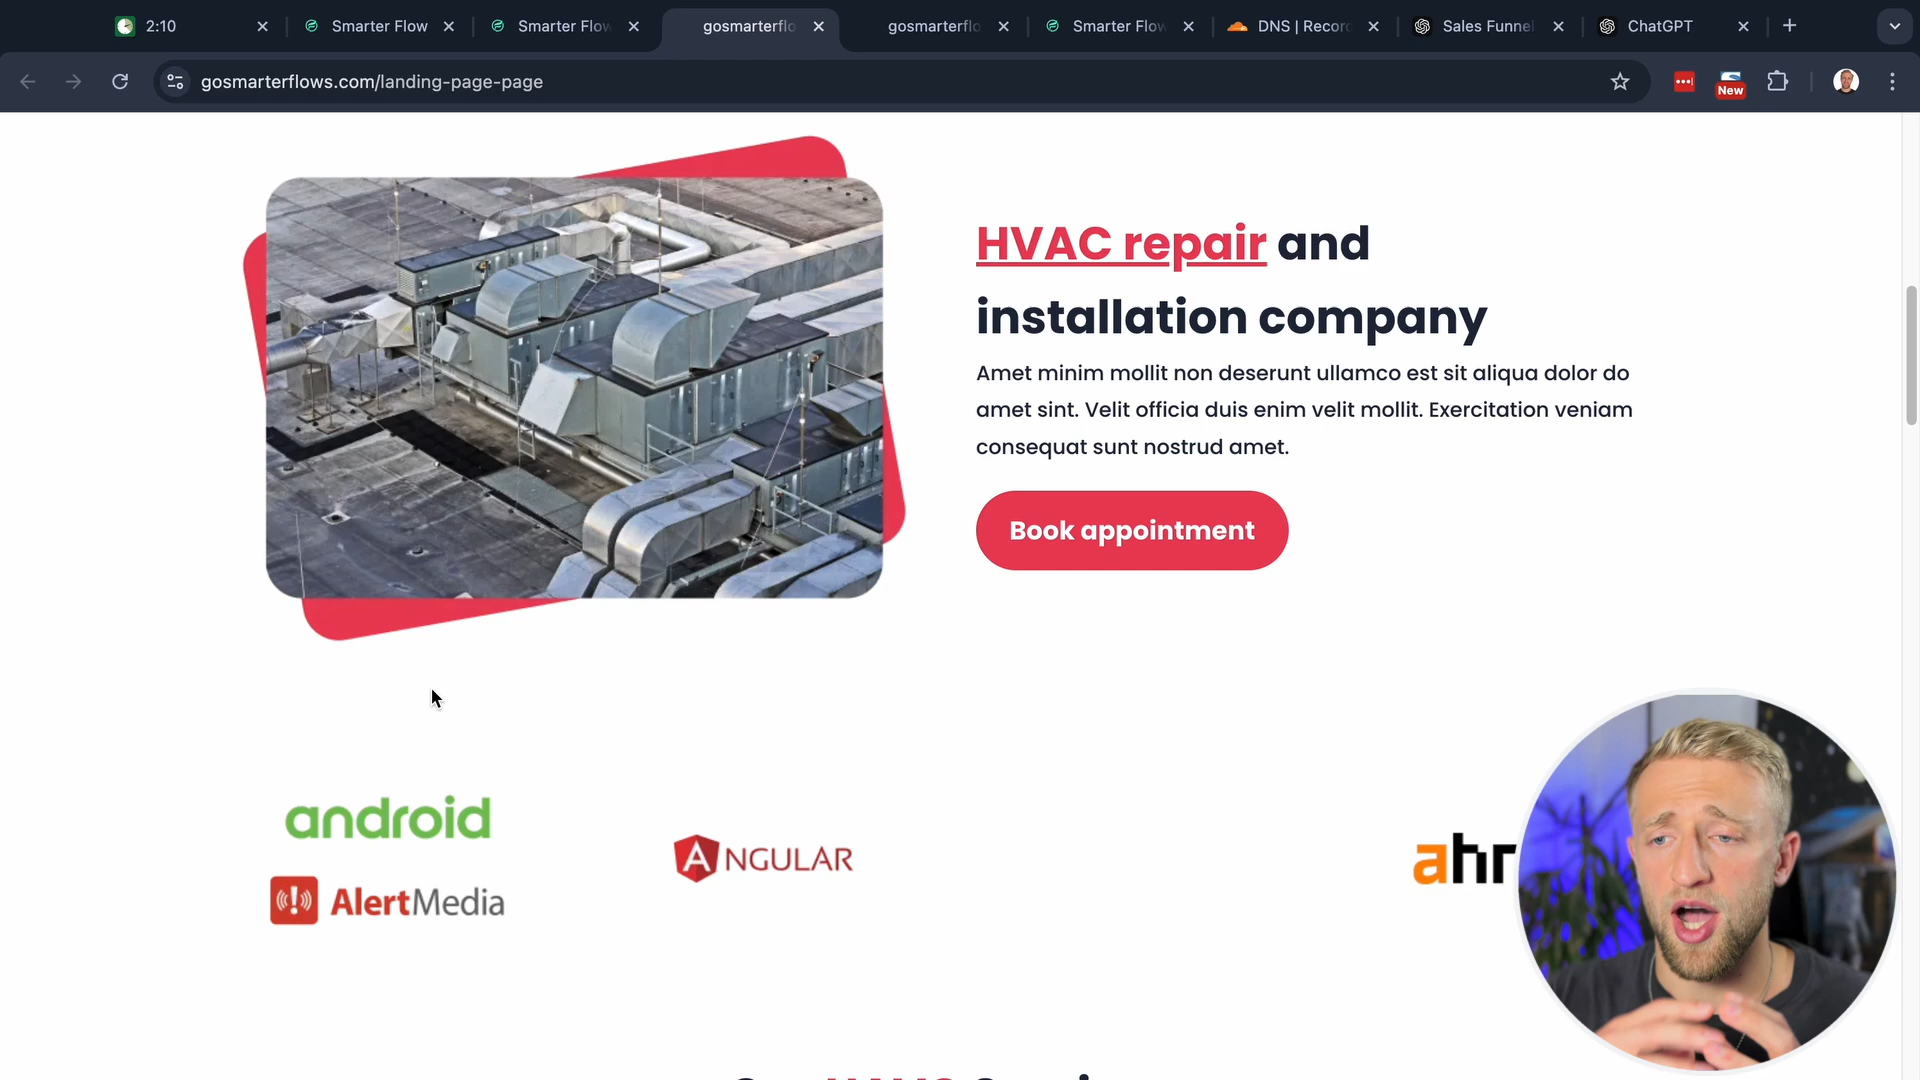 2:10
Smarter Flow
Smarter Flow
gosmarterflo
gosmarterflo
Smarter Flow
DNS | Recor
Sales Funnel
ChatGPT
gosmarterflows.com/landing-page-page
New
HVAC repair and
installation company
Amet minim mollit non deserunt ullamco est sit aliqua dolor do
amet sint. Velit officia duis enim velit mollit. Exercitation veniam
consequat sunt nostrud amet.
Book appointment
android
ANGULAR
ahr
AlertMedia